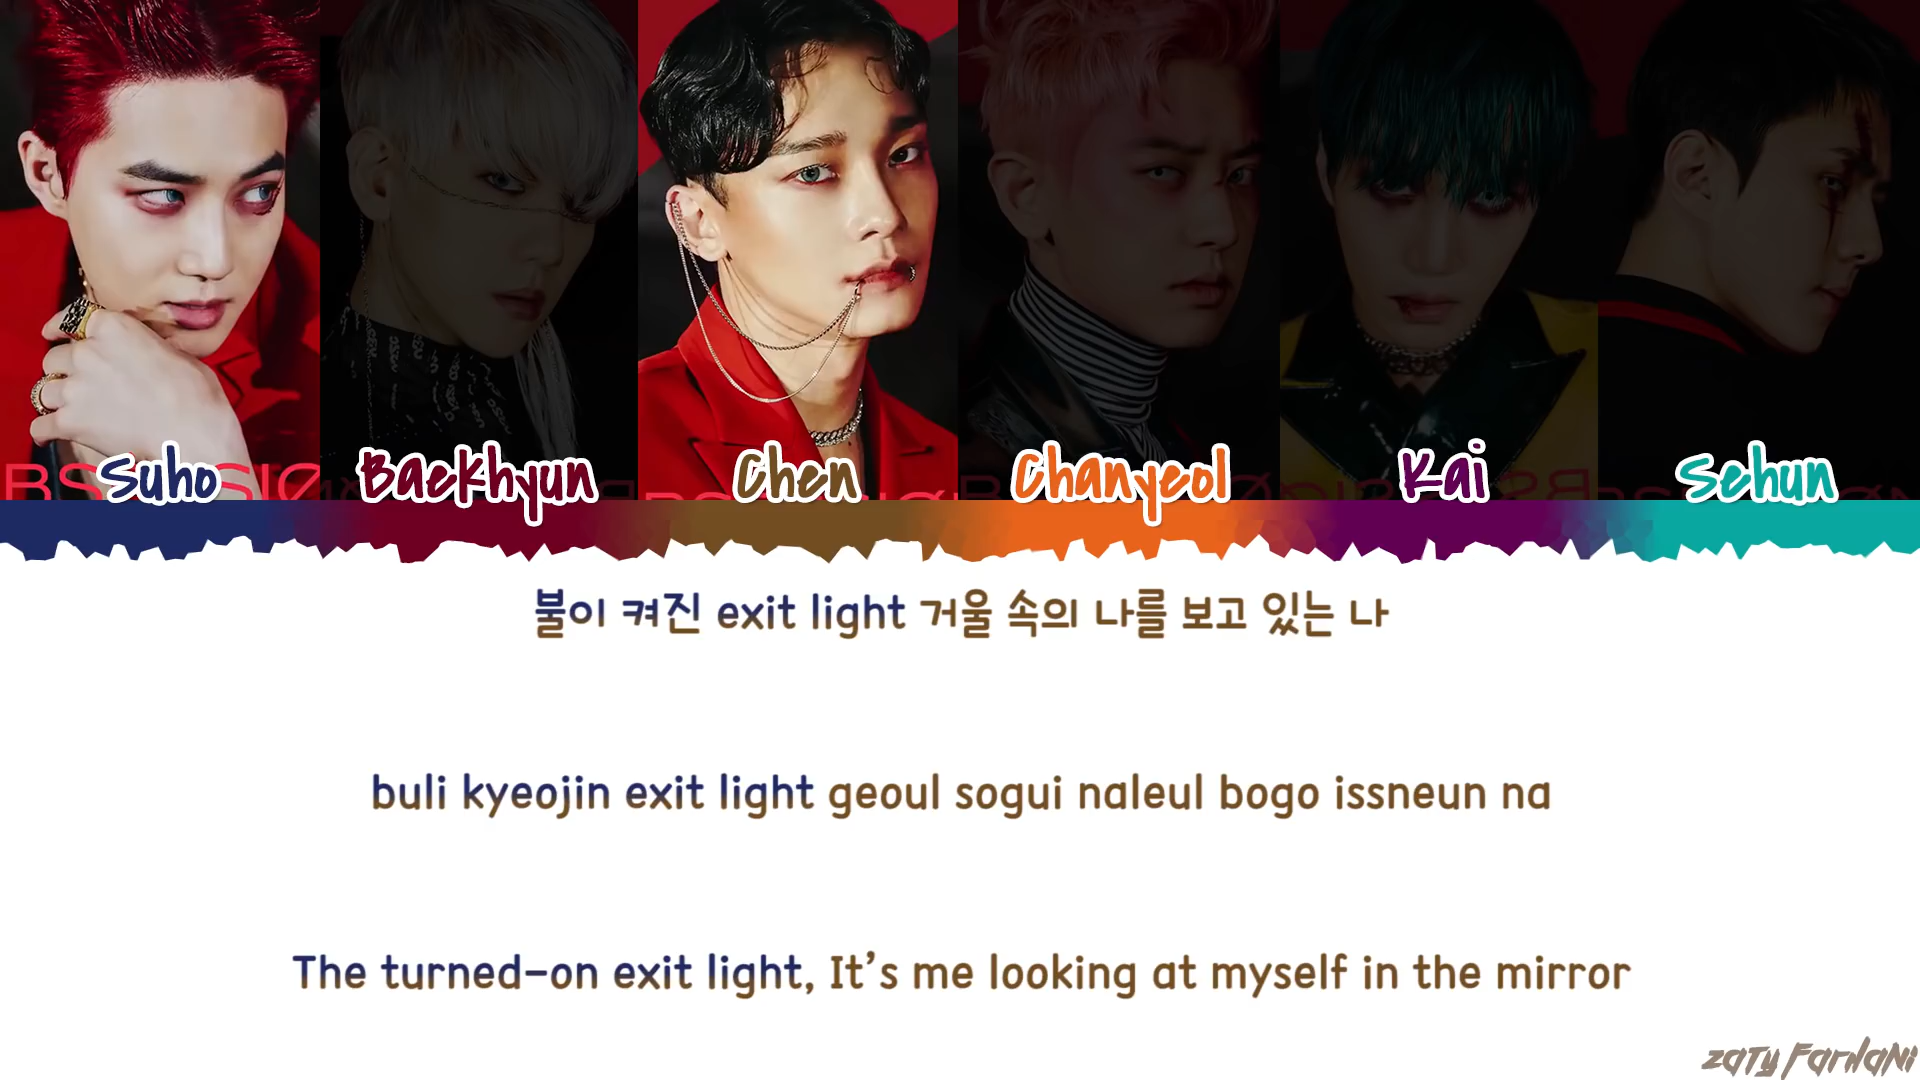 Suho Baekhyun Chen Chanyeol Kai Sehun
불이 켜진 exit light 거울 속의 나를 보고 있는 나
buli kyeojin exit light geoul sogui naleul bogo issneun na
The turned-on exit light, It's me looking at myself in the mirror
Zaty Farhani